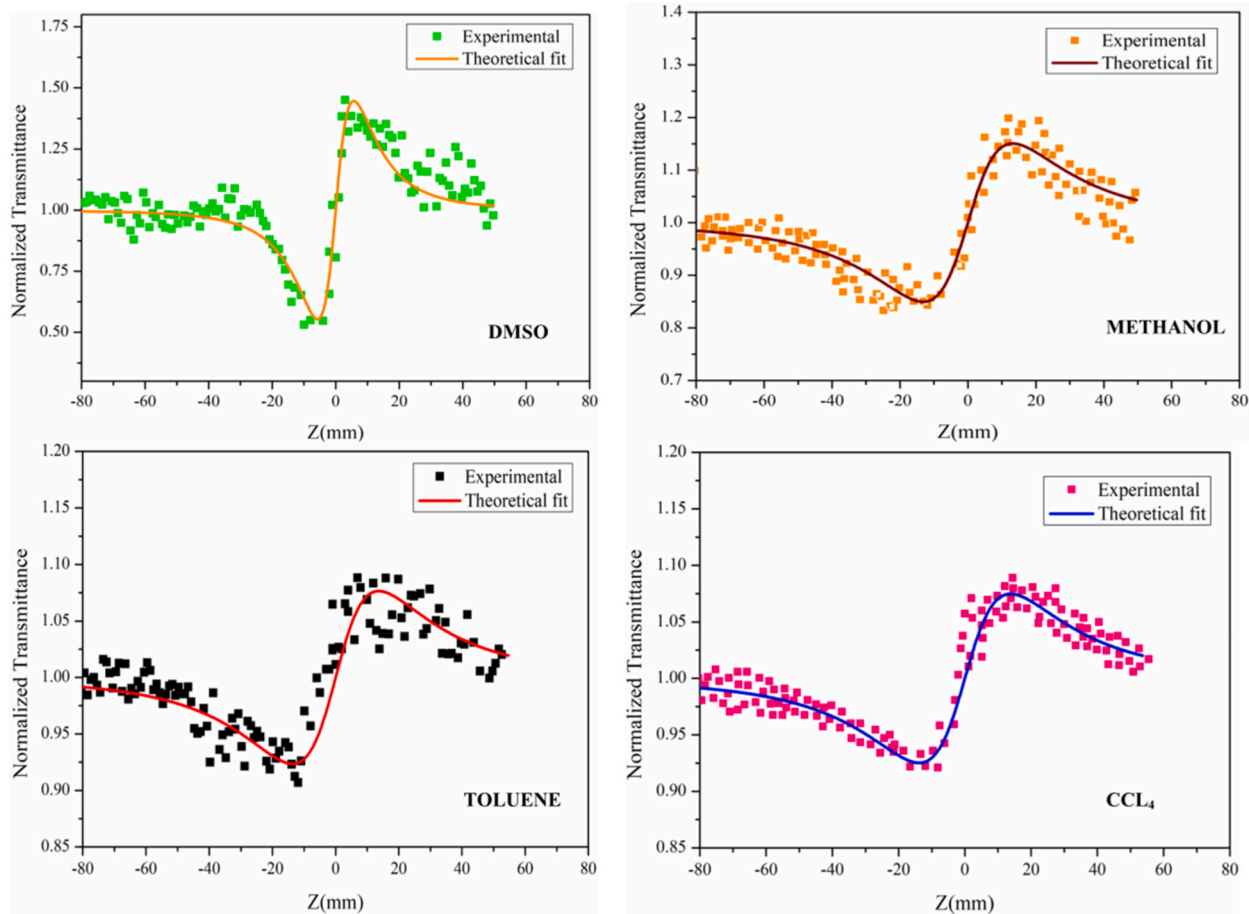 1.75
1.50
1.25
1.00
0.75
0.50
Normalized Transmittance
Experimental
Theoretical fit
DMSO
-80 -60 -40 -20 0 20 40 60 80
Z(mm)
1.4
1.3
1.2
1.1
1.0
0.9
0.8
0.7
Normalized Transmittance
Experimental
Theoretical fit
METHANOL
-80 -60 -40 -20 0 20 40 60 80
Z(mm)
1.20
1.15
1.10
1.05
1.00
0.95
0.90
0.85
Normalized Transmittance
Experimental
Theoretical fit
TOLUENE
-80 -60 -40 -20 0 20 40 60 80
Z(mm)
1.20
1.15
1.10
1.05
1.00
0.95
0.90
0.85
Normalized Transmittance
Experimental
Theoretical fit
CCL₄
-80 -60 -40 -20 0 20 40 60 80
Z(mm)